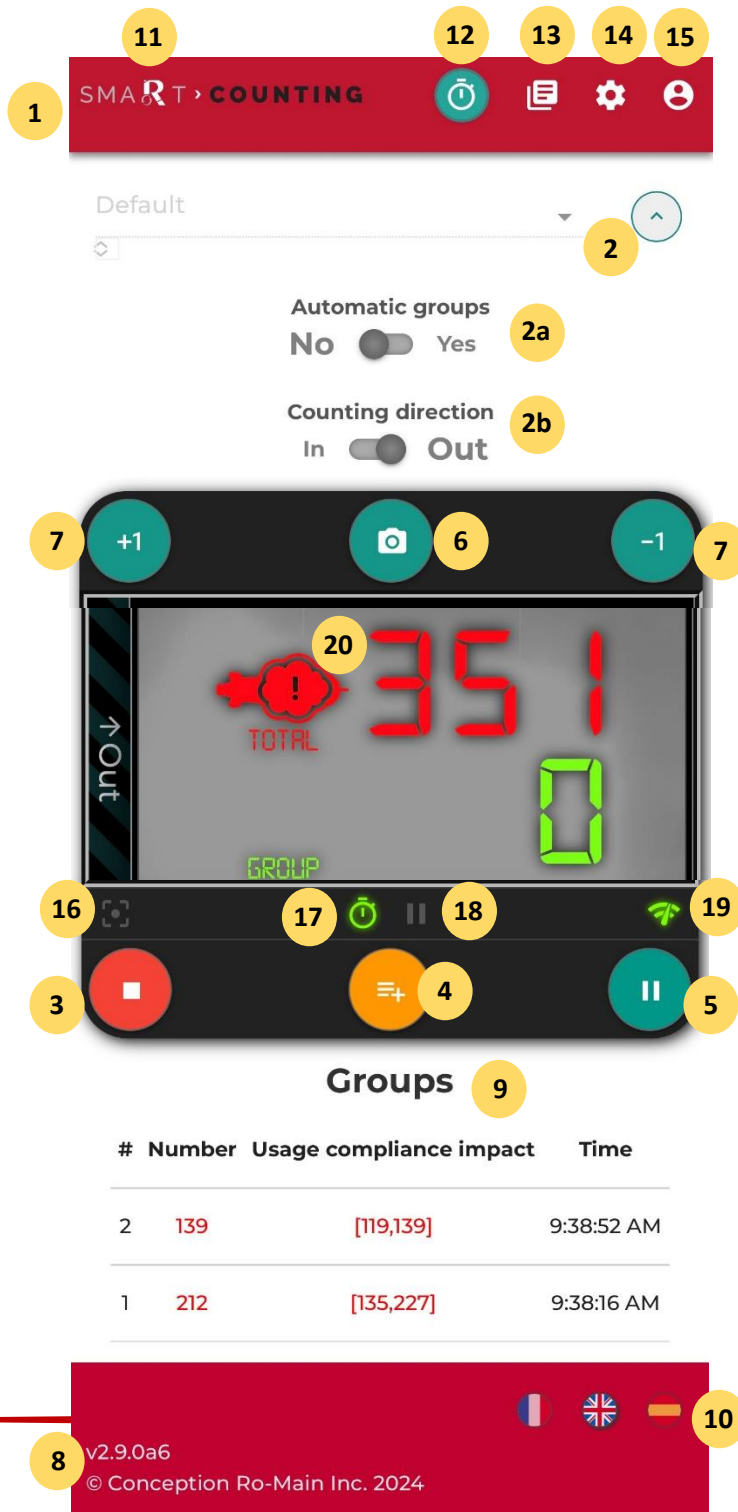 11 12 13 14 15
1 SMART › COUNTING
Default
2
Automatic groups
No Yes 2a
Counting direction
In Out 2b
7 +1 6 -1 7
20 351
TOTAL
→ Out
0
GROUP
16 17 18 19
3 4 5
Groups 9
# Number Usage compliance impact Time
2 139 [119,139] 9:38:52 AM
1 212 [135,227] 9:38:16 AM
10
8 v2.9.0a6
© Conception Ro-Main Inc. 2024